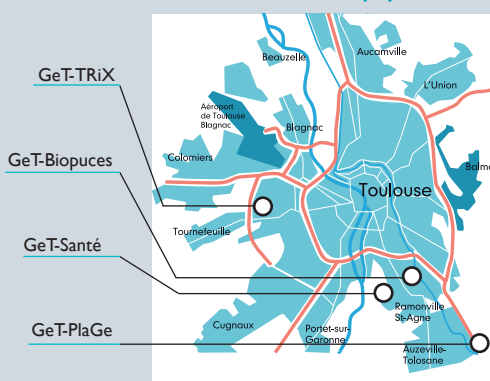 GeT-TRiX
GeT-Biopuces
GeT-Santé
GeT-PlaGe
Beauzelle
Aucamville
L'Union
Aéroport
de Toulouse
Blagnac
Blagnac
Colomiers
Balma
Toulouse
Tournefeuille
Cugnaux
Portet-sur-
Garonne
Ramonville
St-Agne
Auzeville-
Tolosane